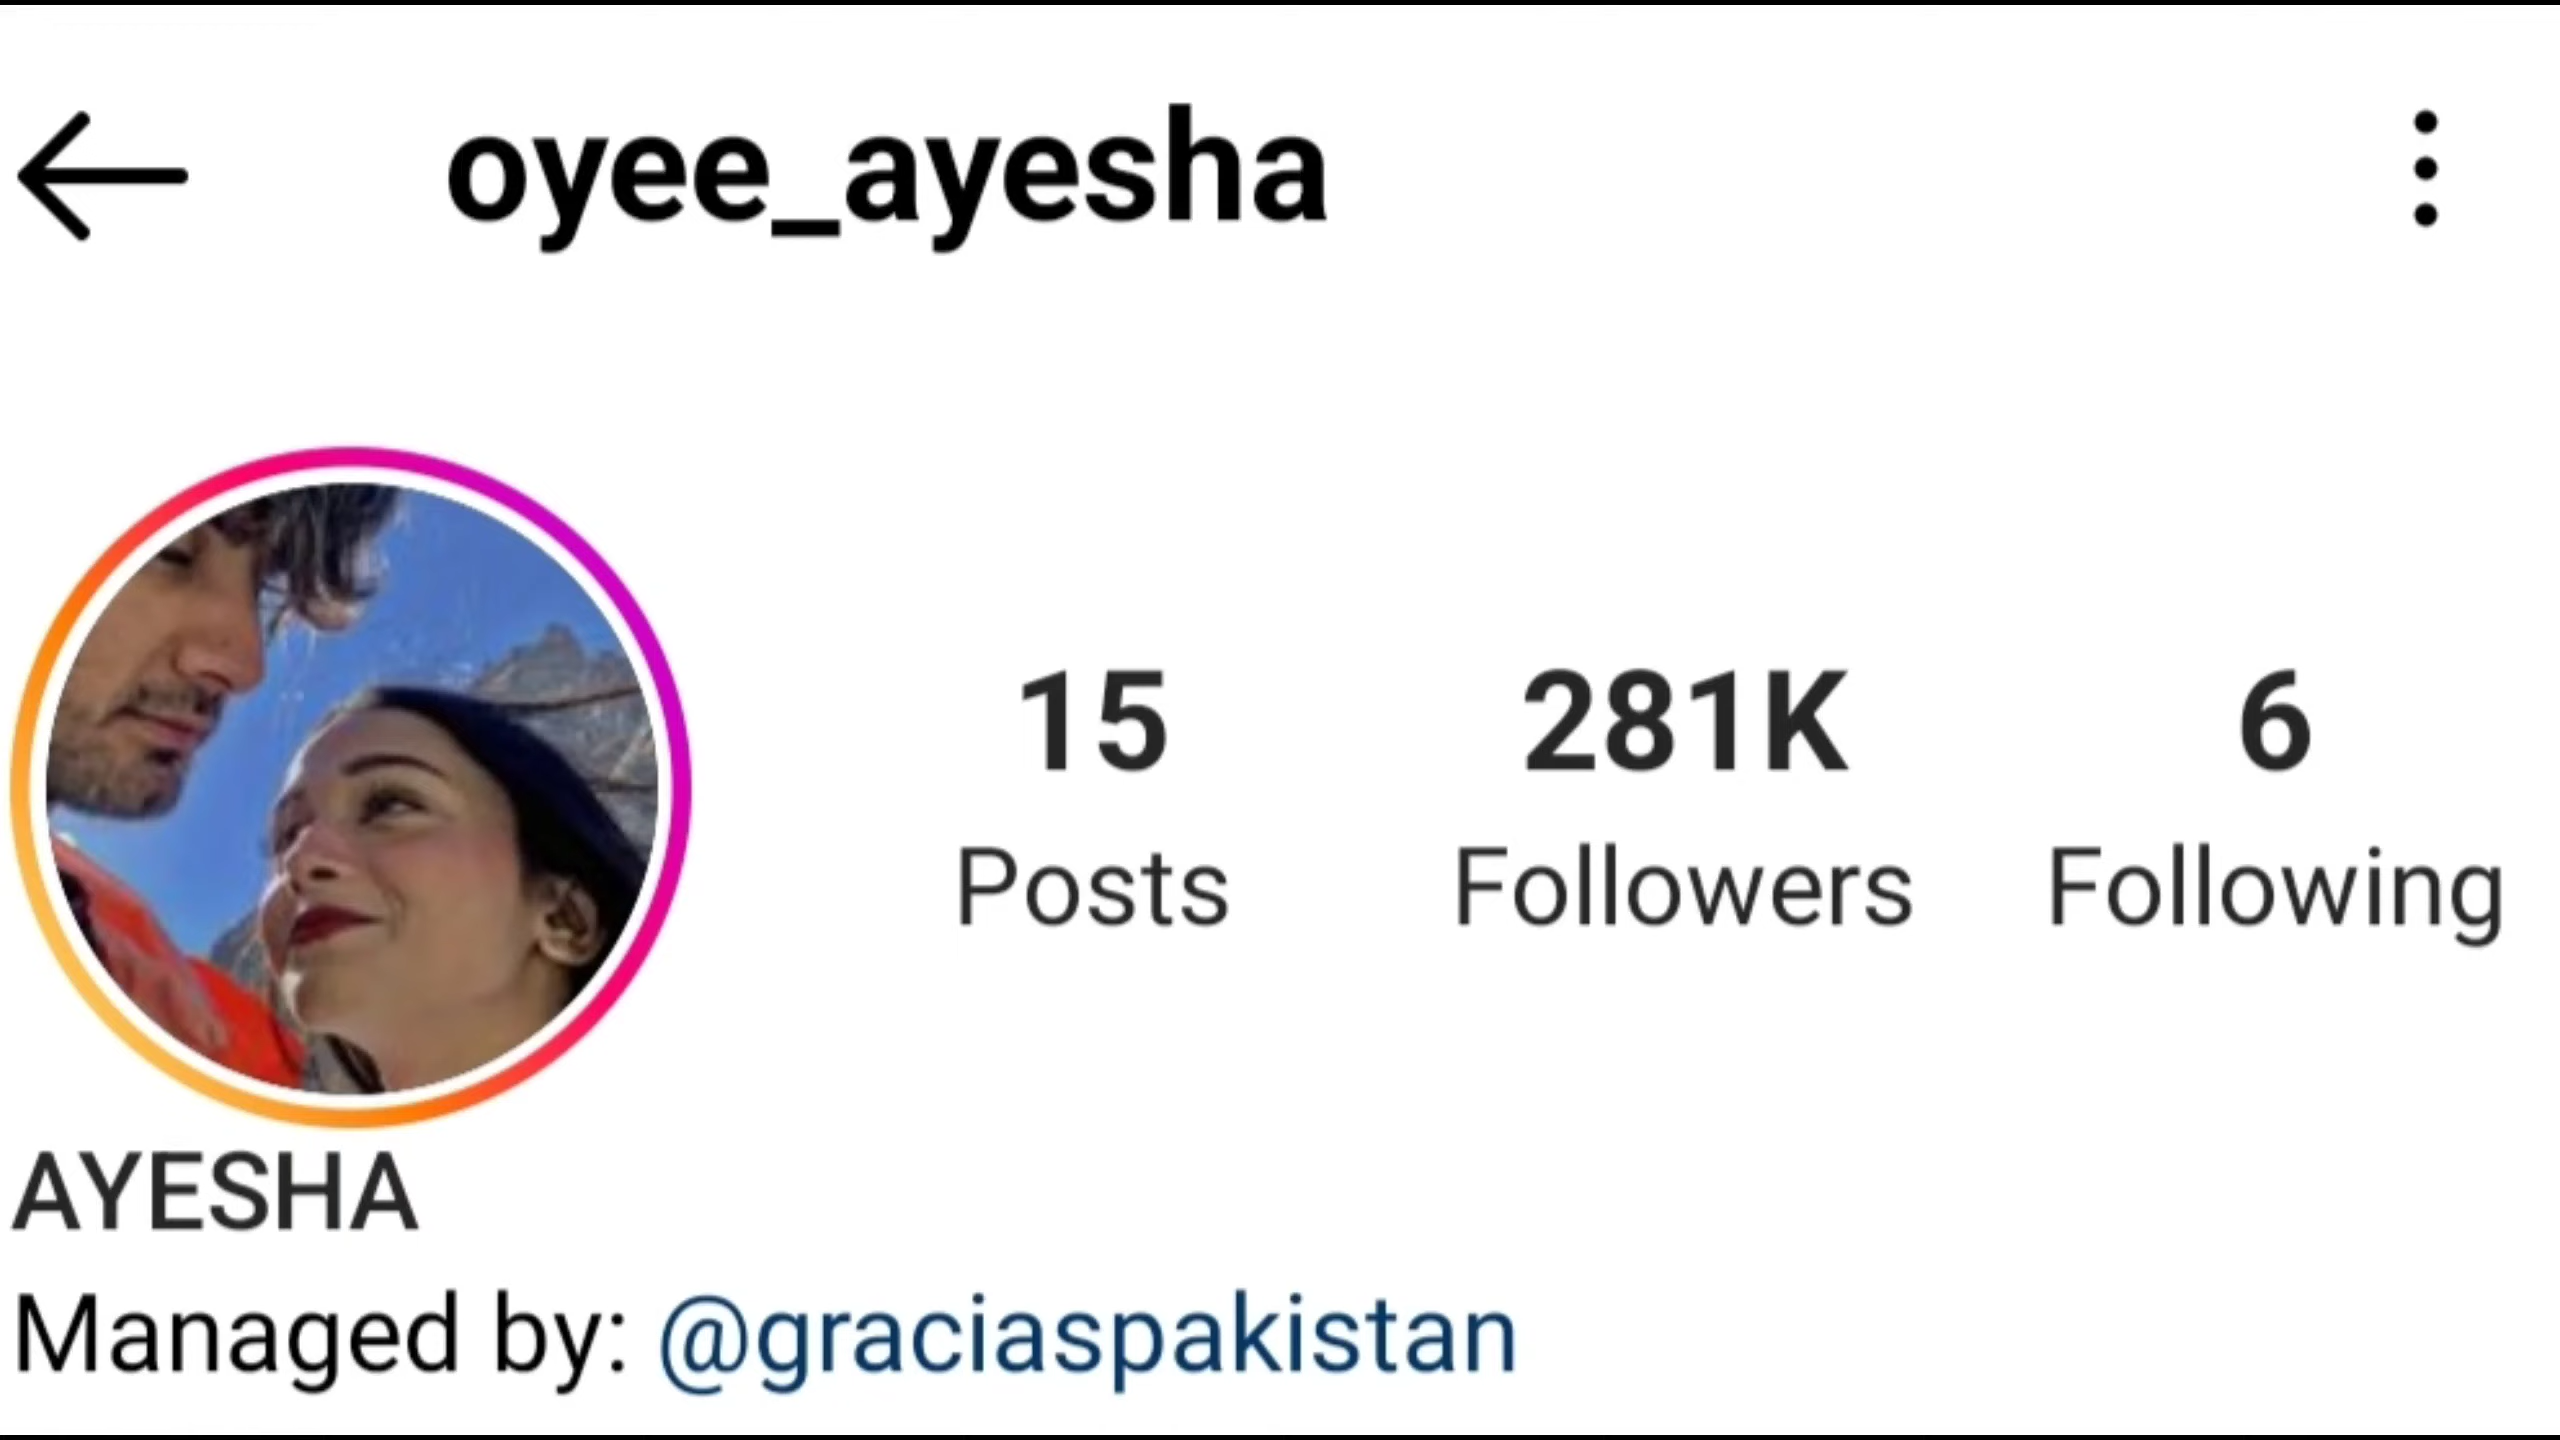 oyee_ayesha
15 281K 6
Posts Followers Following
AYESHA
Managed by: @graciaspakistan